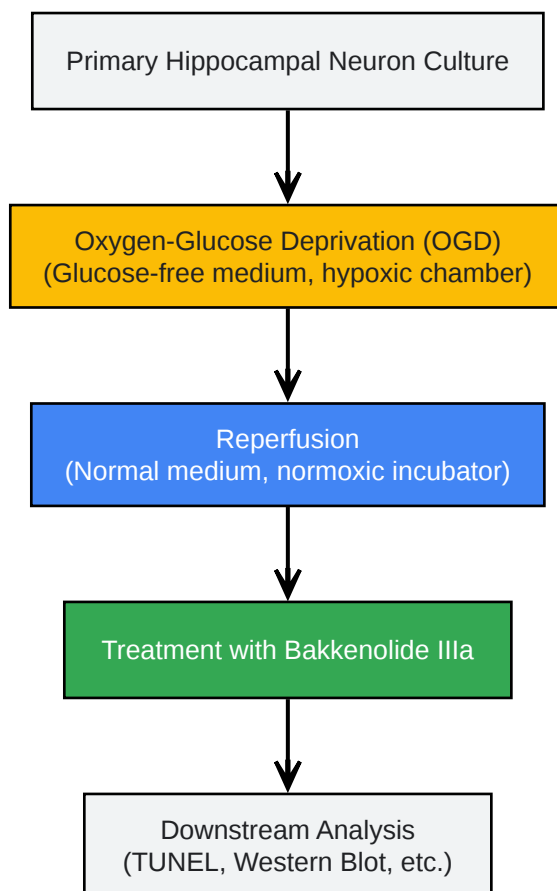 Primary Hippocampal Neuron Culture
Oxygen-Glucose Deprivation (OGD)
(Glucose-free medium, hypoxic chamber)
Reperfusion
(Normal medium, normoxic incubator)
Treatment with Bakkenolide IIIa
Downstream Analysis
(TUNEL, Western Blot, etc.)